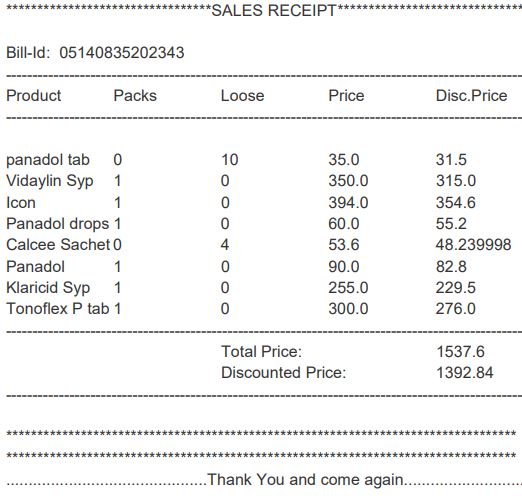 *********************************SALES RECEIPT******************************
Bill-Id: 05140835202343
--------------------------------------------------------------------------------
Product Packs Loose Price Disc.Price
--------------------------------------------------------------------------------
panadol tab 0 10 35.0 31.5
Vidaylin Syp 1 0 350.0 315.0
Icon 1 0 394.0 354.6
Panadol drops 1 0 60.0 55.2
Calcee Sachet 0 4 53.6 48.239998
Panadol 1 0 90.0 82.8
Klaricid Syp 1 0 255.0 229.5
Tonoflex P tab 1 0 300.0 276.0
--------------------------------------------------------------------------------
Total Price: 1537.6
Discounted Price: 1392.84
--------------------------------------------------------------------------------
************************************************************************************
************************************************************************************
..........................................Thank You and come again.........................